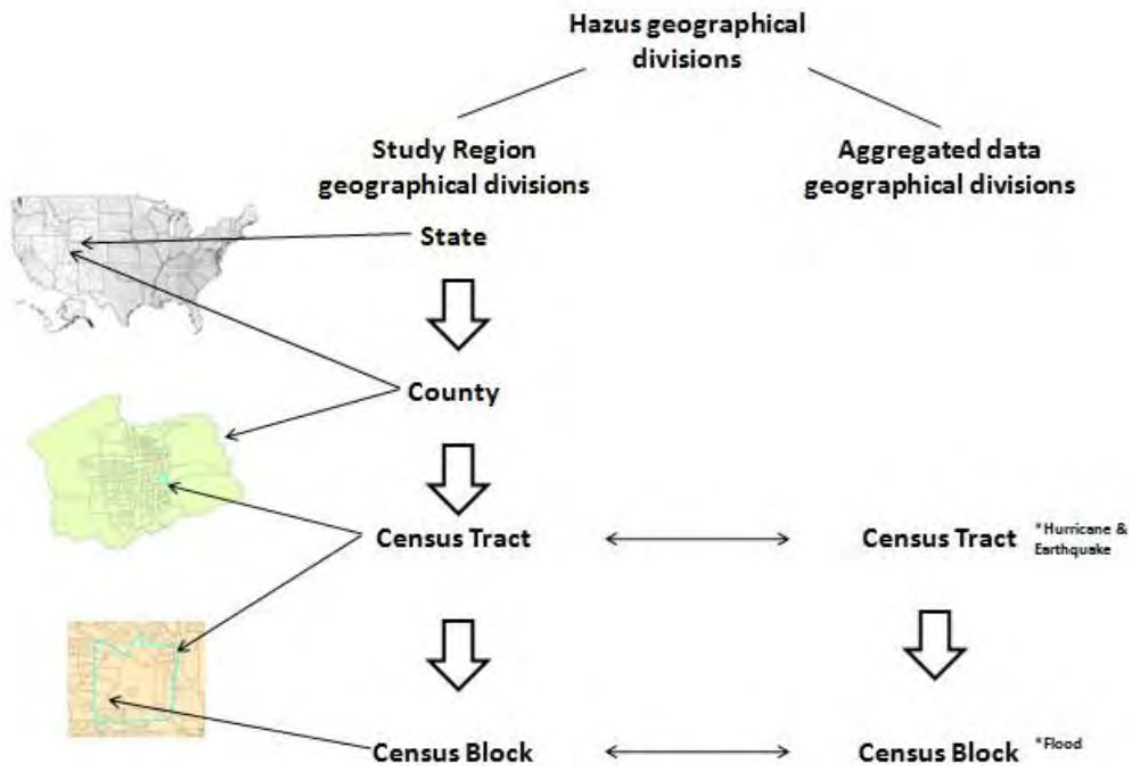 Hazus geographical
divisions
Study Region
geographical divisions
Aggregated data
geographical divisions
State
County
Census Tract
Census Tract
*Hurricane &
Earthquake
Census Block
Census Block
*Flood